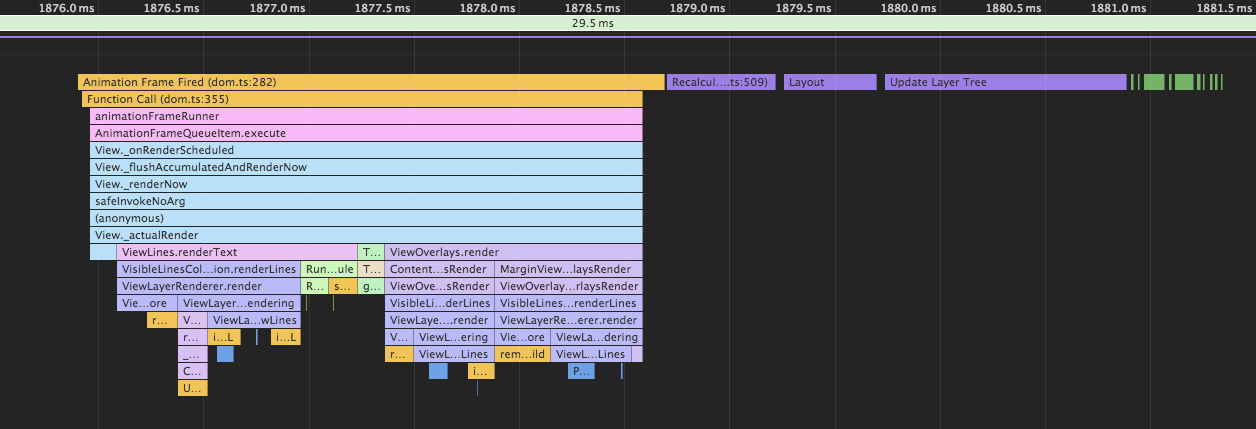 1876.0 ms 1876.5 ms 1877.0 ms 1877.5 ms 1878.0 ms 1878.5 ms 1879.0 ms 1879.5 ms 1880.0 ms 1880.5 ms 1881.0 ms 1881.5 ms
29.5 ms
Animation Frame Fired (dom.ts:282) Recalcul....ts:509) Layout Update Layer Tree
Function Call (dom.ts:355)
animationFrameRunner
AnimationFrameQueueItem.execute
View._onRenderScheduled
View._flushAccumulatedAndRenderNow
View._renderNow
safeInvokeNoArg
(anonymous)
View._actualRender
ViewLines.renderText T... ViewOverlays.render
VisibleLinesCol...ion.renderLines Run...ule T... Content...sRender MarginView...laysRender
ViewLayerRenderer.render R... s... g... ViewOve...sRender ViewOverlay...rlaysRender
Vie...ore ViewLayer...endering VisibleLi...derLines VisibleLines...renderLines
r... V... ViewLa...wLines ViewLaye....render ViewLayerRe...erer.render
r... i...L i...L V... ViewL...ering Vie...ore ViewLa...dering
_... r... ViewL...Lines rem...ild ViewL...Lines
C... i... P...
U...